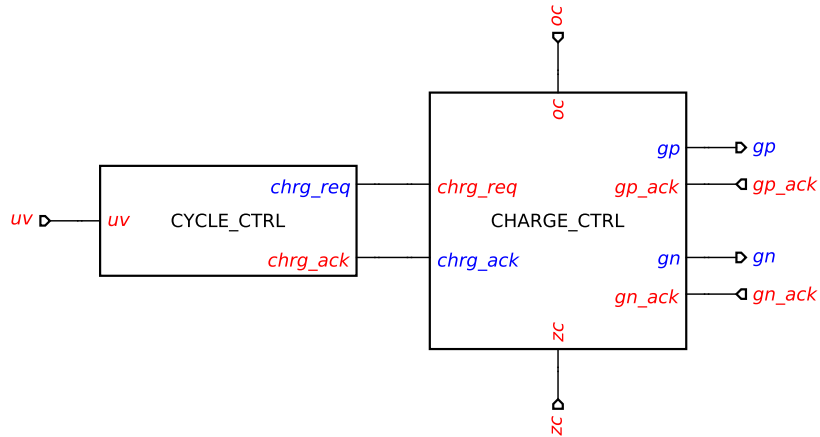 oc
oc
gp
gp
chrg_req
chrg_req
gp_ack
gp_ack
uv
uv
CYCLE_CTRL
CHARGE_CTRL
chrg_ack
chrg_ack
gn
gn
gn_ack
gn_ack
zc
zc